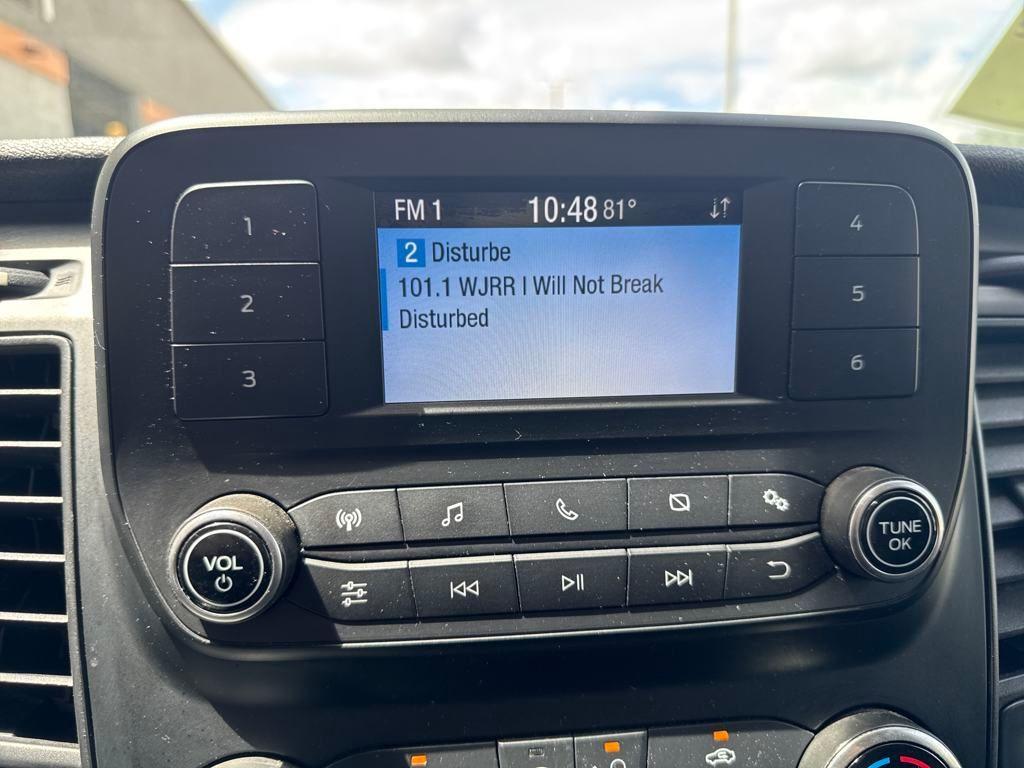 FM 1 10:48 81°
2 Disturbe
101.1 WJRR I Will Not Break
Disturbed
1
2
3
4
5
6
VOL
TUNE
OK